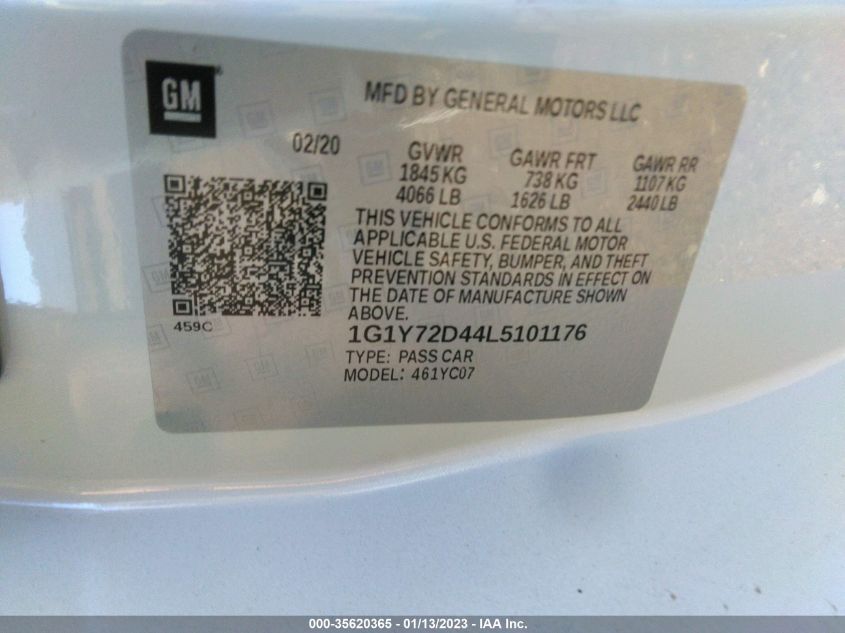 GM
MFD BY GENERAL MOTORS LLC
02/20
GVWR
1845 KG
4066 LB
GAWR FRT
738 KG
1626 LB
GAWR RR
1107 KG
2440 LB
THIS VEHICLE CONFORMS TO ALL
APPLICABLE U.S. FEDERAL MOTOR
VEHICLE SAFETY, BUMPER, AND THEFT
PREVENTION STANDARDS IN EFFECT ON
THE DATE OF MANUFACTURE SHOWN
ABOVE.
459C
1G1Y72D44L5101176
TYPE: PASS CAR
MODEL: 461YC07
000-35620365 - 01/13/2023 - IAA Inc.